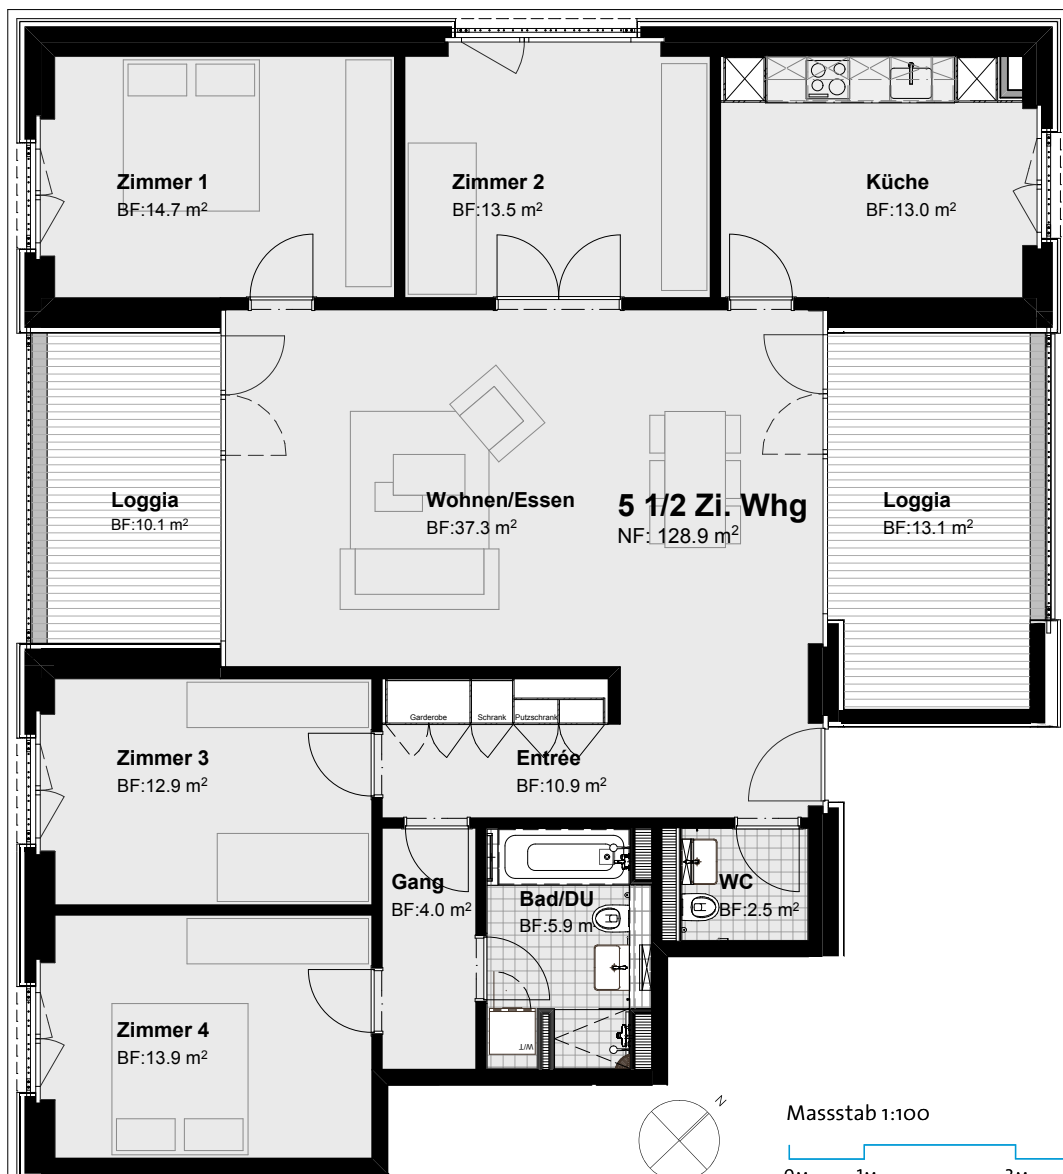 Zimmer 1
BF:14.7 m²
Zimmer 2
BF:13.5 m²
Küche
BF:13.0 m²
Loggia
BF:10.1 m²
Wohnen/Essen
BF:37.3 m²
5 1/2 Zi. Whg
NF: 128.9 m²
Loggia
BF:13.1 m²
Garderobe
Schrank
Putzschrank
Zimmer 3
BF:12.9 m²
Entrée
BF:10.9 m²
Gang
BF:4.0 m²
Bad/DU
BF:5.9 m
WC
BF:2.5 m²
Zimmer 4
BF:13.9 m²
W/T
N
Massstab 1:100